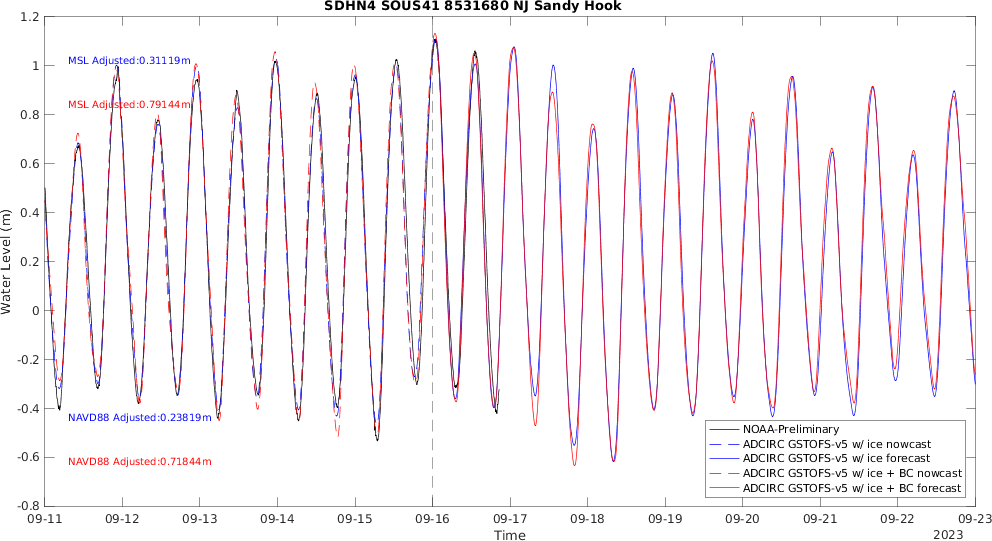 SDHN4 SOUS41 8531680 NJ Sandy Hook
1.2
1
0.8
0.6
0.4
0.2
0
-0.2
-0.4
-0.6
-0.8
Water Level (m)
MSL Adjusted:0.31119m
MSL Adjusted:0.79144m
NAVD88 Adjusted:0.23819m
NAVD88 Adjusted:0.71844m
NOAA-Preliminary
ADCIRC GSTOFS-v5 w/ ice nowcast
ADCIRC GSTOFS-v5 w/ ice forecast
ADCIRC GSTOFS-v5 w/ ice + BC nowcast
ADCIRC GSTOFS-v5 w/ ice + BC forecast
09-11 09-12 09-13 09-14 09-15 09-16 09-17 09-18 09-19 09-20 09-21 09-22 09-23
Time
2023